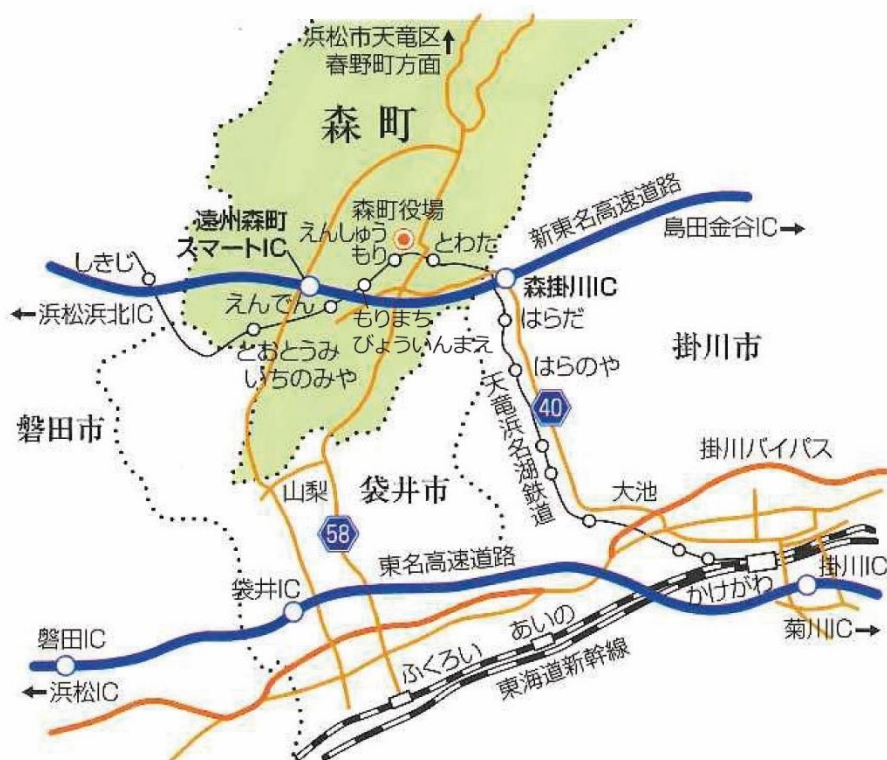 浜松市天竜区
春野町方面
森町
遠州森町
スマートIC
森町役場
えんしゅう
もり
とわた
新東名高速道路
島田金谷IC→
しきじ
←浜松浜北IC
えんでん
森掛川IC
もりまち
びょういんまえ
はらだ
とおとうみ
いちのみや
はらのや
掛川市
40
磐田市
天竜浜名湖鉄道
掛川バイパス
山梨
袋井市
大池
58
東名高速道路
袋井IC
かけがわ
掛川IC
磐田IC
あいの
菊川IC→
←浜松IC
ふくろい
東海道新幹線